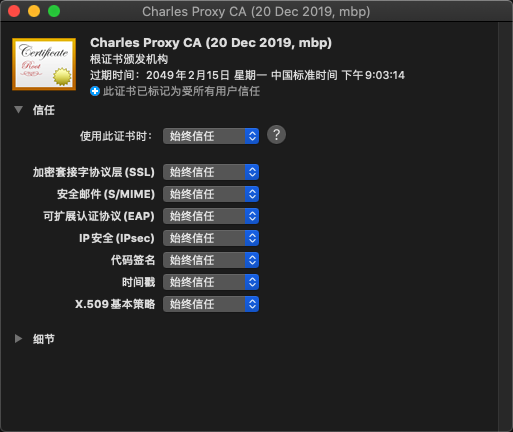 Charles Proxy CA (20 Dec 2019, mbp)
Certificate
Root
Charles Proxy CA (20 Dec 2019, mbp)
根证书颁发机构
过期时间：2049年2月15日 星期一 中国标准时间 下午9:03:14
此证书已标记为受所有用户信任
信任
使用此证书时： 始终信任 ?
加密套接字协议层 (SSL) 始终信任
安全邮件 (S/MIME) 始终信任
可扩展认证协议 (EAP) 始终信任
IP 安全 (IPsec) 始终信任
代码签名 始终信任
时间戳 始终信任
X.509 基本策略 始终信任
细节